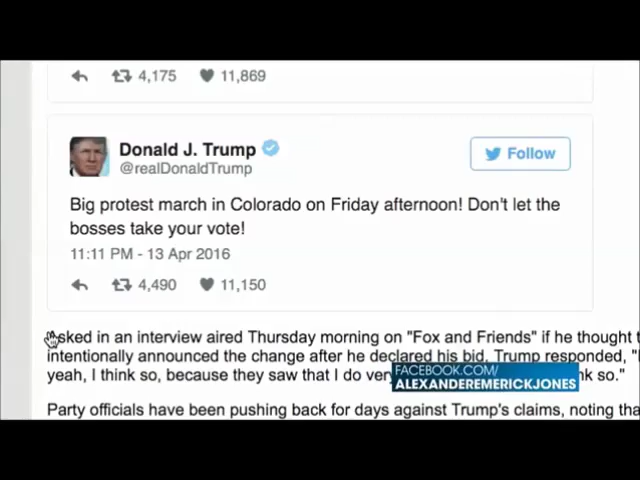 4,175 11,869
Donald J. Trump
@realDonaldTrump
Follow
Big protest march in Colorado on Friday afternoon! Don't let the
bosses take your vote!
11:11 PM - 13 Apr 2016
4,490 11,150
Asked in an interview aired Thursday morning on "Fox and Friends" if he thought
intentionally announced the change after he declared his bid, Trump responded,
yeah, I think so, because they saw that I do so."
FACEBOOK.COM/
ALEXANDEREMERICKJONES
Party officials have been pushing back for days against Trump's claims, noting